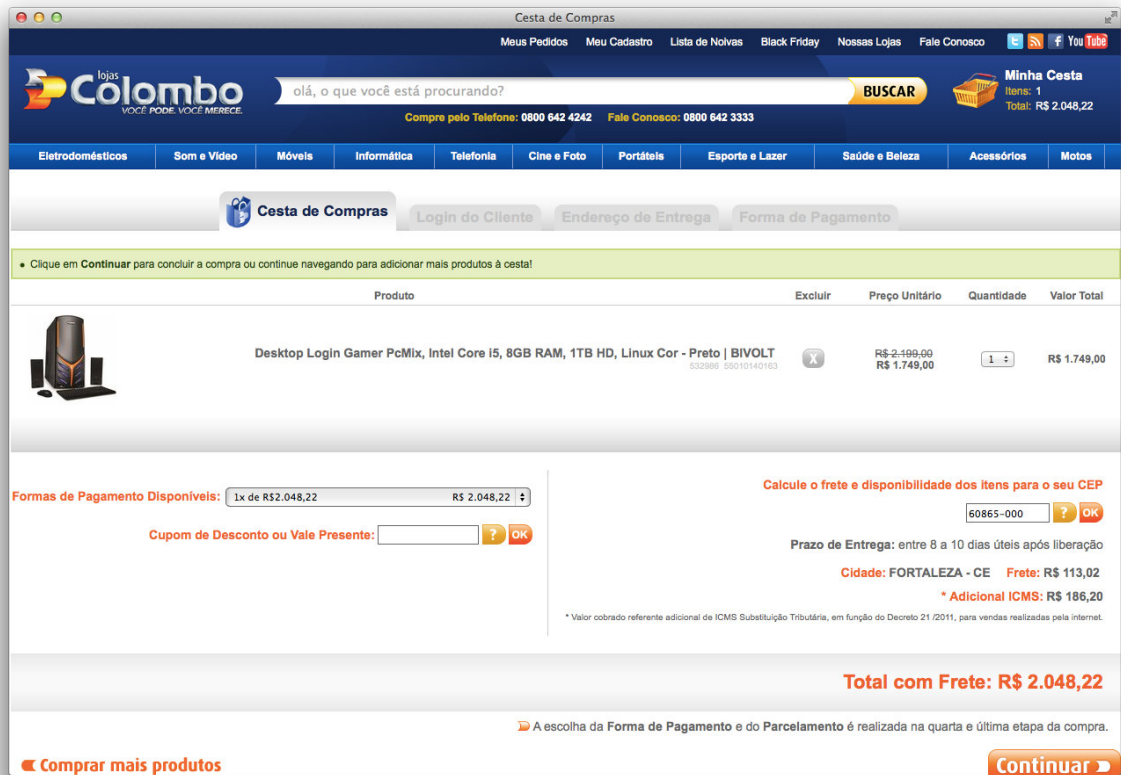 Cesta de Compras
Meus Pedidos Meu Cadastro Lista de Noivas Black Friday Nossas Lojas Fale Conosco You Tube
lojas
Colombo
VOCÊ PODE. VOCÊ MERECE.
olá, o que você está procurando?
BUSCAR
Minha Cesta
Itens: 1
Total: R$ 2.048,22
Compre pelo Telefone: 0800 642 4242 Fale Conosco: 0800 642 3333
Eletrodomésticos Som e Vídeo Móveis Informática Telefonia Cine e Foto Portáteis Esporte e Lazer Saúde e Beleza Acessórios Motos
Cesta de Compras Login do Cliente Endereço de Entrega Forma de Pagamento
• Clique em Continuar para concluir a compra ou continue navegando para adicionar mais produtos à cesta!
Produto Excluir Preço Unitário Quantidade Valor Total
Desktop Login Gamer PcMix, Intel Core i5, 8GB RAM, 1TB HD, Linux Cor - Preto | BIVOLT
532986 55010140163
X
R$ 2.199,00
R$ 1.749,00
1
R$ 1.749,00
Formas de Pagamento Disponíveis: 1x de R$2.048,22 R$ 2.048,22
Cupom de Desconto ou Vale Presente: ? OK
Calcule o frete e disponibilidade dos itens para o seu CEP
60865-000 ? OK
Prazo de Entrega: entre 8 a 10 dias úteis após liberação
Cidade: FORTALEZA - CE Frete: R$ 113,02
* Adicional ICMS: R$ 186,20
* Valor cobrado referente adicional de ICMS Substituição Tributária, em função do Decreto 21 /2011, para vendas realizadas pela internet.
Total com Frete: R$ 2.048,22
A escolha da Forma de Pagamento e do Parcelamento é realizada na quarta e última etapa da compra.
Comprar mais produtos
Continuar